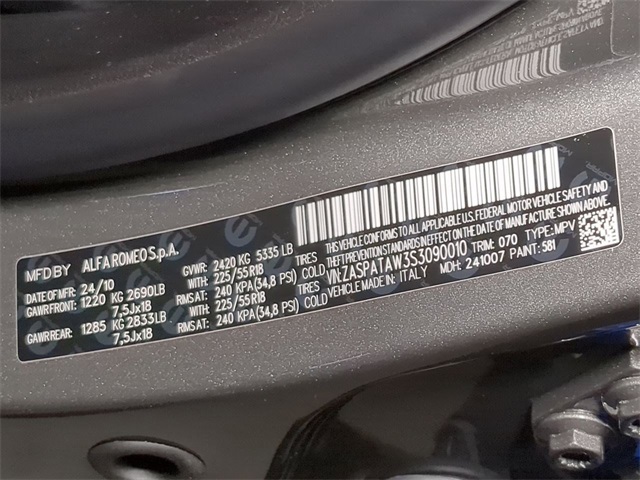 MFD BY ALFA ROMEO S.p.A.
DATE OF MFR: 24/10 GVWR: 2420 KG 5335 LB
GAWR FRONT: 1220 KG 2690LB WITH TIRES 225/55R18
7,5Jx18 RIMS AT: 240 KPA (34,8 PSI)
GAWR REAR: 1285 KG 2833LB WITH TIRES 225/55R18
7,5Jx18 RIMS AT: 240 KPA (34,8 PSI)
THIS VEHICLE CONFORMS TO ALL APPLICABLE U.S. FEDERAL MOTOR VEHICLE SAFETY AND
THEFT PREVENTION STANDARDS IN EFFECT ON THE DATE OF MANUFACTURE SHOWN ABOVE.
VIN: ZASPATAW3S3090010 TRIM: 070 TYPE: MPV
VEHICLE MADE IN: ITALY MDH: 241007 PAINT: 581